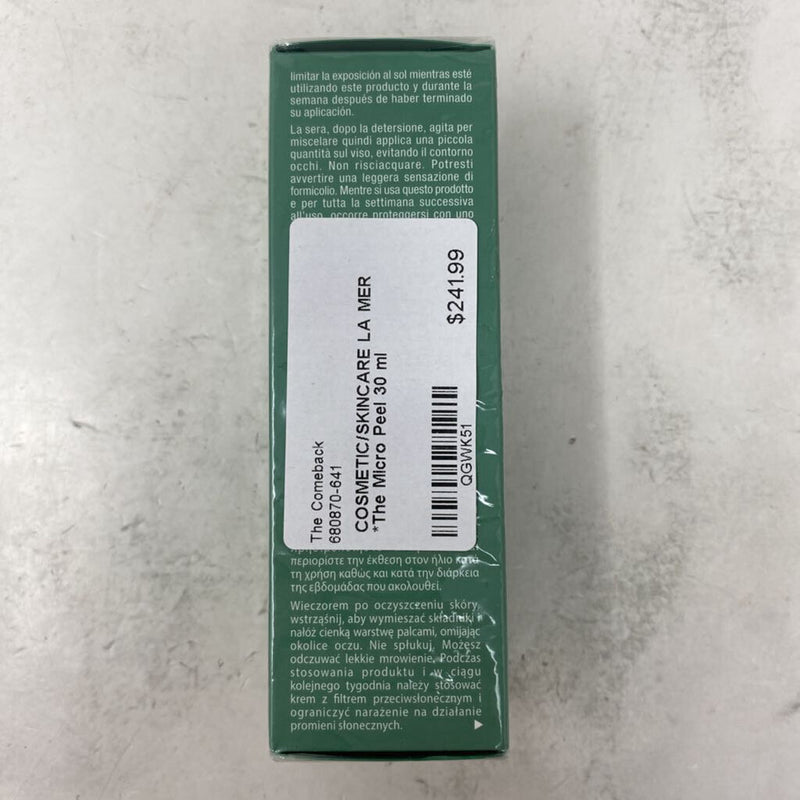 limitar la exposición al sol mientras esté
utilizando este producto y durante la
semana después de haber terminado
su aplicación.
La sera, dopo la detersione, agita per
miscelare quindi applica una piccola
quantità sul viso, evitando il contorno
occhi. Non risciacquare. Potresti
avvertire una leggera sensazione di
formicolio. Mentre si usa questo prodotto
e per tutta la settimana successiva
all'uso, occorre proteggersi con uno
The Comeback
680870-641
COSMETIC/SKINCARE LA MER
*The Micro Peel 30 ml
$241.99
QGWK51
περιορίστε την έκθεση στον ήλιο κατά
τη χρήση καθώς και κατά την διάρκεια
της εβδομάδας που ακολουθεί.
Wieczorem po oczyszczeniu skóry,
wstrząśnij, aby wymieszać składniki i
nałóż cienką warstwę palcami, omijając
okolice oczu. Nie spłukuj. Możesz
odczuwać lekkie mrowienie. Podczas
stosowania produktu i w ciągu
kolejnego tygodnia należy stosować
krem z filtrem przeciwsłonecznym i
ograniczyć narażenie na działanie
promieni słonecznych.